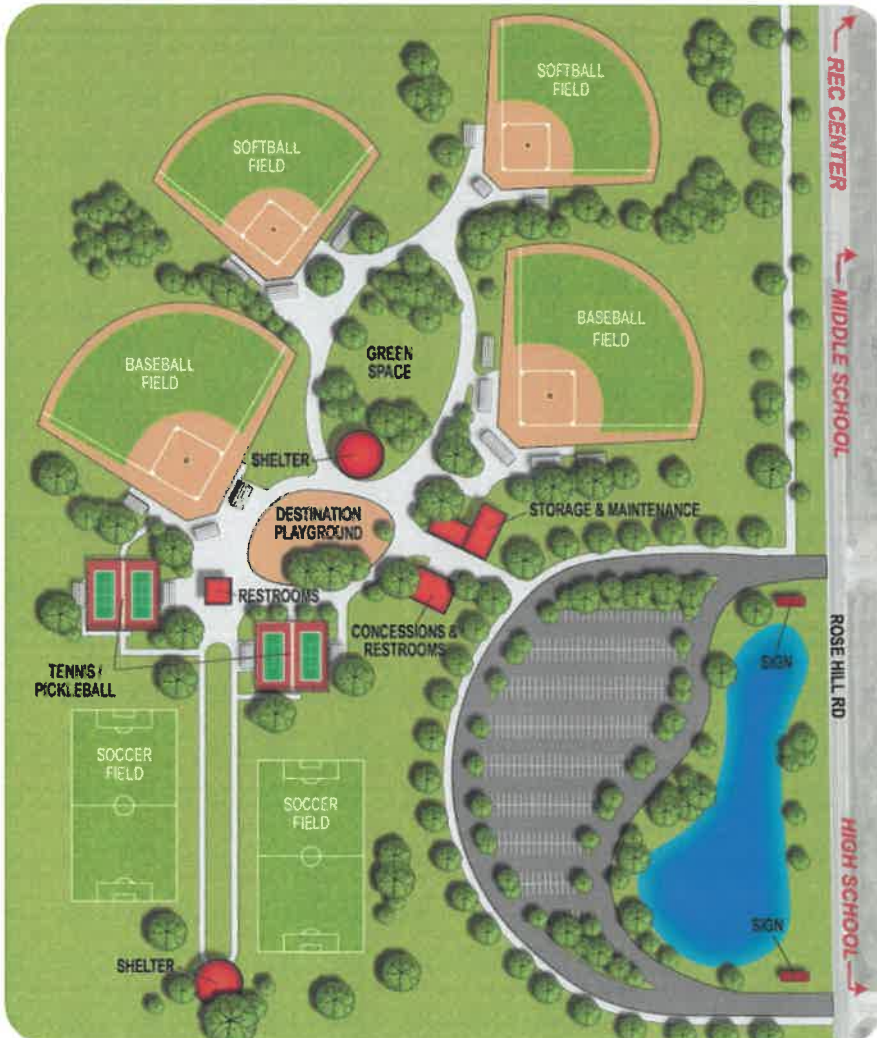 SOFTBALL
FIELD
REC CENTER
SOFTBALL
FIELD
MIDDLE SCHOOL
BASEBALL
FIELD
GREEN
SPACE
BASEBALL
FIELD
SHELTER
DESTINATION
PLAYGROUND
STORAGE & MAINTENANCE
RESTROOMS
CONCESSIONS &
RESTROOMS
TENNIS /
PICKLEBALL
SIGN
ROSE HILL RD
SOCCER
FIELD
SOCCER
FIELD
HIGH SCHOOL
SIGN
SHELTER